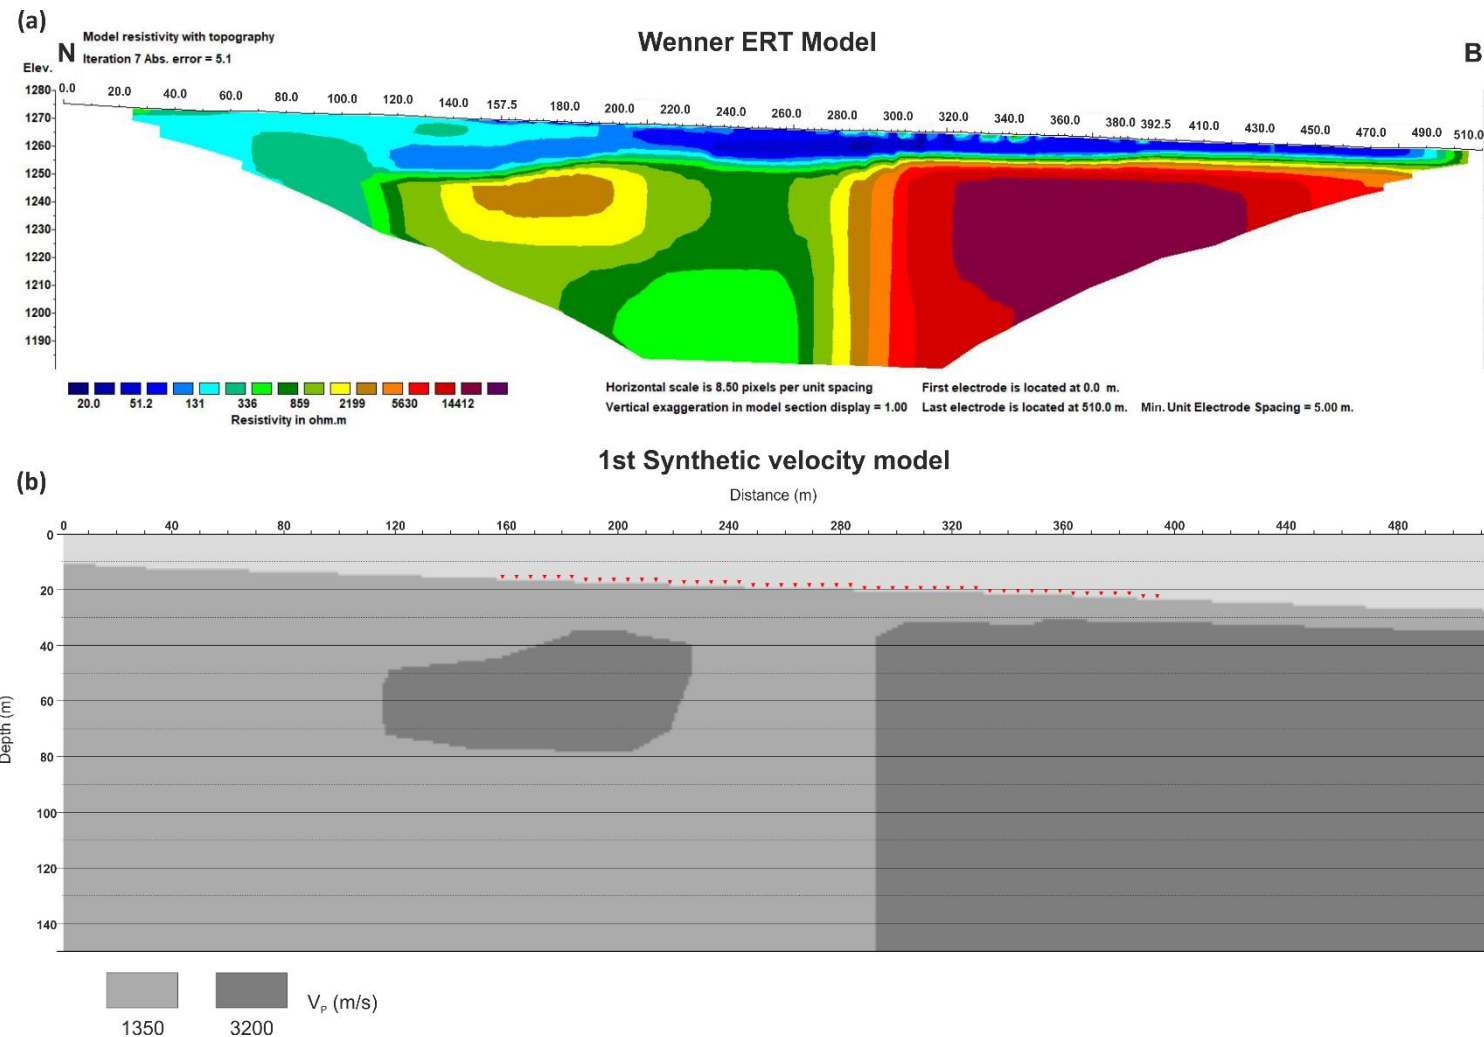 (a)
Model resistivity with topography
Wenner ERT Model
N Iteration 7 Abs. error = 5.1
B
Elev.
0.0 20.0 40.0 60.0 80.0 100.0 120.0 140.0 157.5 180.0 200.0 220.0 240.0 260.0 280.0 300.0 320.0 340.0 360.0 380.0 392.5 410.0 430.0 450.0 470.0 490.0 510.0
1280
1270
1260
1250
1240
1230
1220
1210
1200
1190
20.0 51.2 131 336 859 2199 5630 14412
Resistivity in ohm.m
Horizontal scale is 8.50 pixels per unit spacing
Vertical exaggeration in model section display = 1.00
First electrode is located at 0.0 m.
Last electrode is located at 510.0 m. Min. Unit Electrode Spacing = 5.00 m.
1st Synthetic velocity model
(b)
Distance (m)
0 40 80 120 160 200 240 280 320 360 400 440 480
0
20
40
60
80
100
120
140
Depth (m)
VP (m/s)
1350 3200